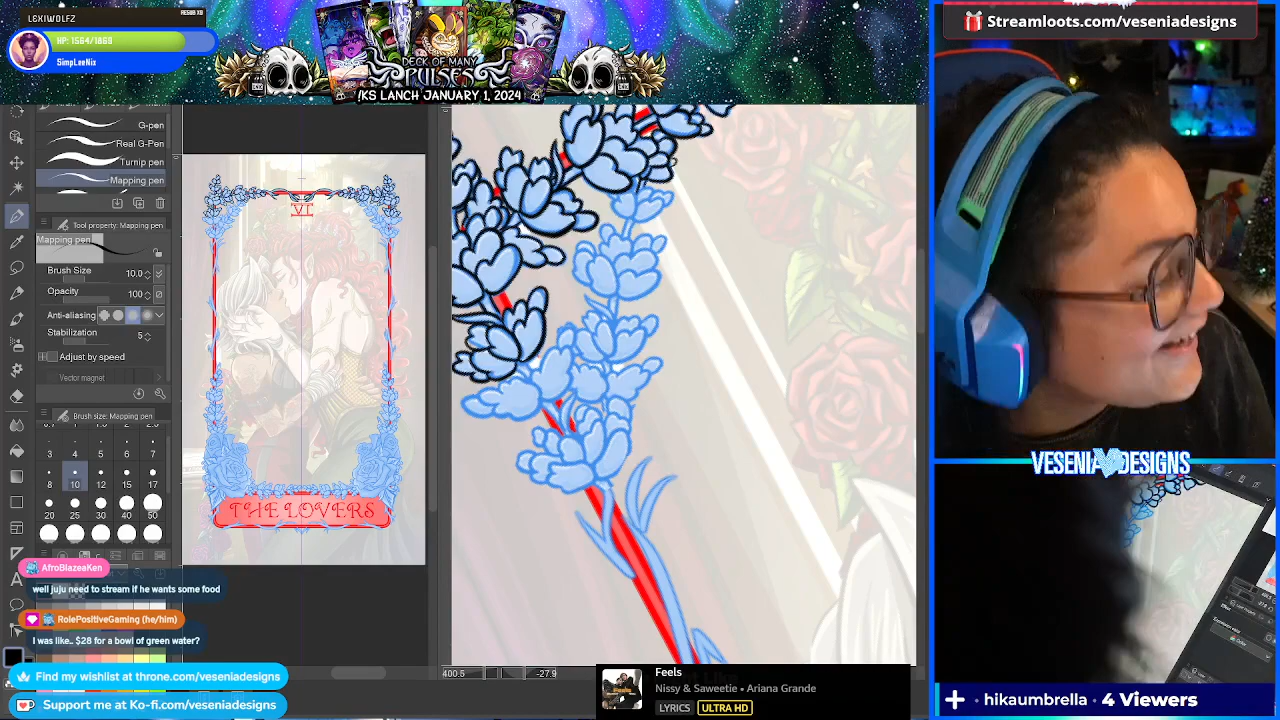 LEXIWOLFZ
RESUB X8
HP: 1564/1869
SimpLeeNix
DECK OF MANY
PULSES
!KS LANCH JANUARY 1, 2024
Streamloots.com/veseniadesigns
G-pen
Real G-Pen
Turnip pen
Mapping pen
Tool property: Mapping pen
Mapping pen
Brush Size 10.0
Opacity 100
Anti-aliasing
Stabilization 5
Adjust by speed
Vector magnet
Brush size: Mapping pen
3 4 5 6 7
8 10 12 15 17
20 25 30 40 50
VI
THE LOVERS
AfroBlazeaKen
well juju need to stream if he wants some food
RolePositiveGaming (he/him)
I was like.. $28 for a bowl of green water?
Find my wishlist at throne.com/veseniadesigns
Support me at Ko-fi.com/veseniadesigns
400.5
-27.9
Feels
Nissy & Saweetie • Ariana Grande
LYRICS ULTRA HD
VESENIA DESIGNS
hikaumbrella • 4 Viewers